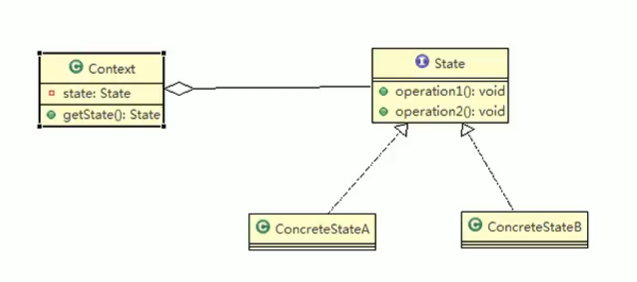 Context
state: State
getState(): State
State
operation1(): void
operation2(): void
ConcreteStateA
ConcreteStateB